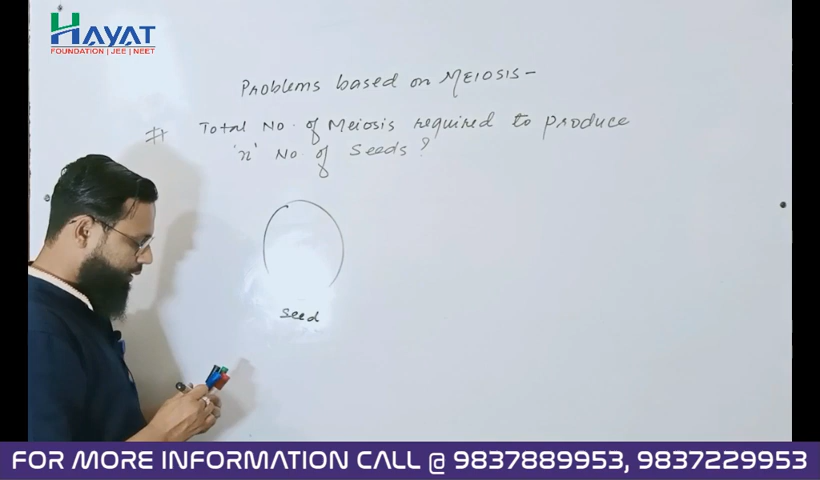 HAYAT
FOUNDATION | JEE | NEET
Problems based on MEIOSIS-
# Total No. of Meiosis required to produce
'n' No. of Seeds?
seed
FOR MORE INFORMATION CALL @ 9837889953, 9837229953